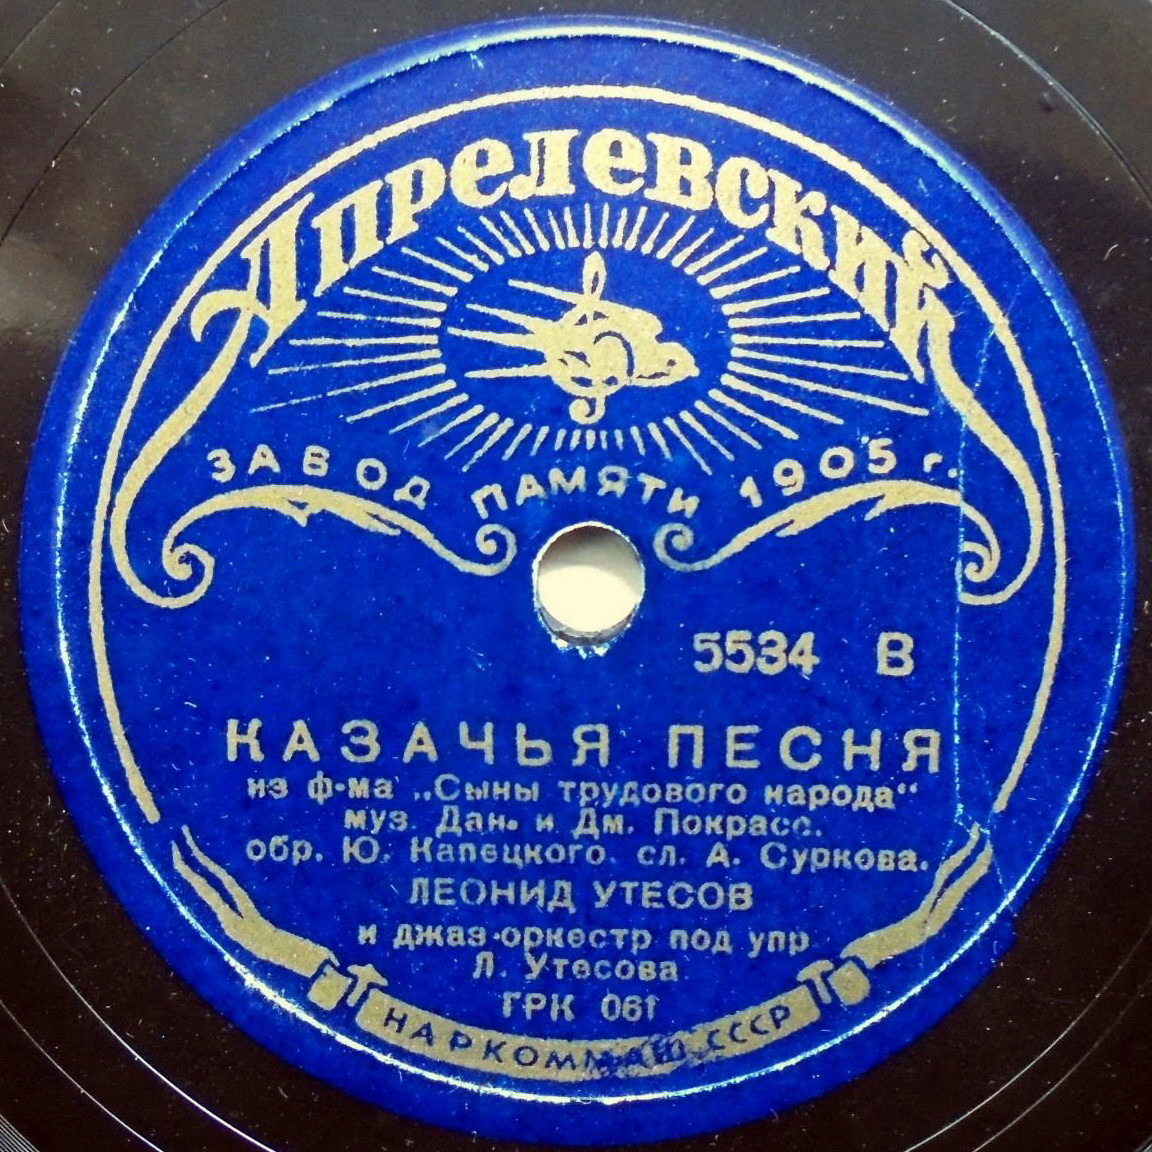 Апрелевский
ЗАВОД ПАМЯТИ 1905 г.
5534 В
КАЗАЧЬЯ ПЕСНЯ
из ф-ма „Сыны трудового народа“
муз. Дан. и Дм. Покрасс.
обр. Ю. Капецкого. сл. А. Суркова.
ЛЕОНИД УТЕСОВ
и джаз-оркестр под упр
Л. Утесова
ГРК 061
НАРКОММАШ СССР